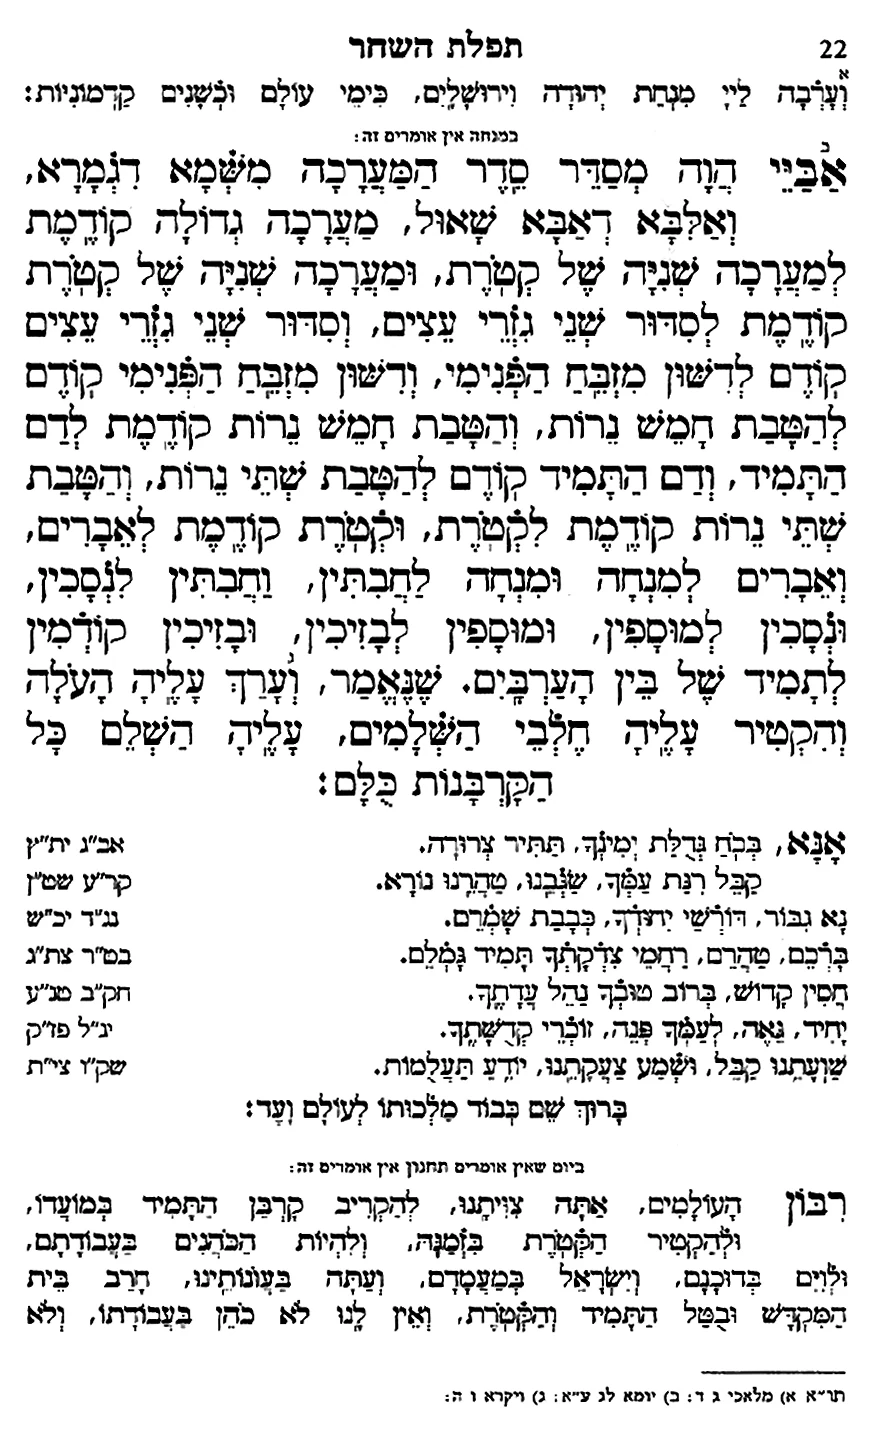 22 תפלת השחר
א
וְעָרְבָה לַיְיָ מִנְחַת יְהוּדָה וִירוּשָׁלָיִם, כִּימֵי עוֹלָם וּכְשָׁנִים קַדְמוֹנִיּוֹת:
במנחה אין אומרים זה:
ב
אַבַּיֵּי הֲוָה מְסַדֵּר סֵדֶר הַמַּעֲרָכָה מִשְּׁמָא דִגְמָרָא,
וְאַלִּבָּא דְאַבָּא שָׁאוּל, מַעֲרָכָה גְדוֹלָה קוֹדֶמֶת
לְמַעֲרָכָה שְׁנִיָּה שֶׁל קְטֹרֶת, וּמַעֲרָכָה שְׁנִיָּה שֶׁל קְטֹרֶת
קוֹדֶמֶת לְסִדּוּר שְׁנֵי גִזְרֵי עֵצִים, וְסִדּוּר שְׁנֵי גִזְרֵי עֵצִים
קוֹדֵם לְדִשּׁוּן מִזְבֵּחַ הַפְּנִימִי, וְדִשּׁוּן מִזְבֵּחַ הַפְּנִימִי קוֹדֵם
לְהַטָּבַת חָמֵשׁ נֵרוֹת, וְהַטָּבַת חָמֵשׁ נֵרוֹת קוֹדֶמֶת לְדַם
הַתָּמִיד, וְדַם הַתָּמִיד קוֹדֵם לְהַטָּבַת שְׁתֵּי נֵרוֹת, וְהַטָּבַת
שְׁתֵּי נֵרוֹת קוֹדֶמֶת לִקְטֹרֶת, וּקְטֹרֶת קוֹדֶמֶת לְאֵבָרִים,
וְאֵבָרִים לְמִנְחָה וּמִנְחָה לַחֲבִתִּין, וַחֲבִתִּין לִנְסָכִין,
וּנְסָכִין לְמוּסָפִין, וּמוּסָפִין לְבָזִיכִין, וּבָזִיכִין קוֹדְמִין
ג
לְתָמִיד שֶׁל בֵּין הָעַרְבָּיִם. שֶׁנֶּאֱמַר, וְעָרַךְ עָלֶיהָ הָעֹלָה
וְהִקְטִיר עָלֶיהָ חֶלְבֵי הַשְּׁלָמִים, עָלֶיהָ הַשְׁלֵם כָּל
הַקָּרְבָּנוֹת כֻּלָּם:
אָנָּא, בְּכֹחַ גְּדֻלַּת יְמִינְךָ, תַּתִּיר צְרוּרָה. אב״ג ית״ץ
קַבֵּל רִנַּת עַמְּךָ, שַׂגְּבֵנוּ, טַהֲרֵנוּ נוֹרָא. קר״ע שט״ן
נָא גִבּוֹר, דּוֹרְשֵׁי יִחוּדְךָ, כְּבָבַת שָׁמְרֵם. נג״ד יכ״ש
בָּרְכֵם, טַהֲרֵם, רַחֲמֵי צִדְקָתְךָ תָּמִיד גָּמְלֵם. בט״ר צת״ג
חֲסִין קָדוֹשׁ, בְּרוֹב טוּבְךָ נַהֵל עֲדָתֶךָ. חק״ב טנ״ע
יָחִיד, גֵּאֶה, לְעַמְּךָ פְּנֵה, זוֹכְרֵי קְדֻשָּׁתֶךָ. יג״ל פז״ק
שַׁוְעָתֵנוּ קַבֵּל, וּשְׁמַע צַעֲקָתֵנוּ, יוֹדֵעַ תַּעֲלֻמוֹת. שק״ו צי״ת
בָּרוּךְ שֵׁם כְּבוֹד מַלְכוּתוֹ לְעוֹלָם וָעֶד:
ביום שאין אומרים תחנון אין אומרים זה:
רִבּוֹן הָעוֹלָמִים, אַתָּה צִוִּיתָנוּ, לְהַקְרִיב קָרְבַּן הַתָּמִיד בְּמוֹעֲדוֹ,
וּלְהַקְטִיר הַקְּטֹרֶת בִּזְמַנָּהּ, וְלִהְיוֹת הַכֹּהֲנִים בַּעֲבוֹדָתָם,
וּלְוִיִּם בְּדוּכָנָם, וְיִשְׂרָאֵל בְּמַעֲמָדָם, וְעַתָּה בַּעֲוֹנוֹתֵינוּ, חָרַב בֵּית
הַמִּקְדָּשׁ וּבֻטַּל הַתָּמִיד וְהַקְּטֹרֶת, וְאֵין לָנוּ לֹא כֹהֵן בַּעֲבוֹדָתוֹ, וְלֹא
תו״א א) מלאכי ג ד: ב) יומא לג ע״א: ג) ויקרא ו ה: